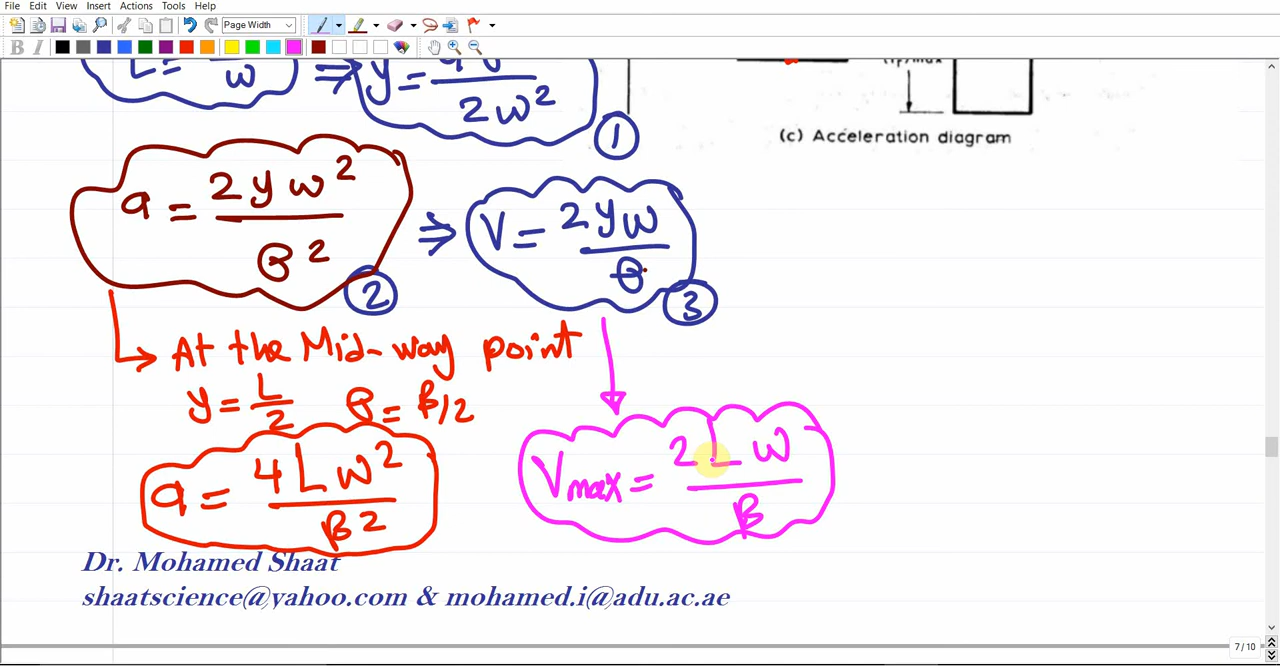 File Edit View Insert Actions Tools Help
Page Width
B I
(c) Acceleration diagram
1
a = 2yw²/θ² ⇒ V = 2yw/θ
2
3
At the Mid-way point
y = L/2 θ = β/2
a = 4Lw²/β²
Vmax = 2Lw/β
Dr. Mohamed Shaat
shaatscience@yahoo.com & mohamed.i@adu.ac.ae
7 / 10